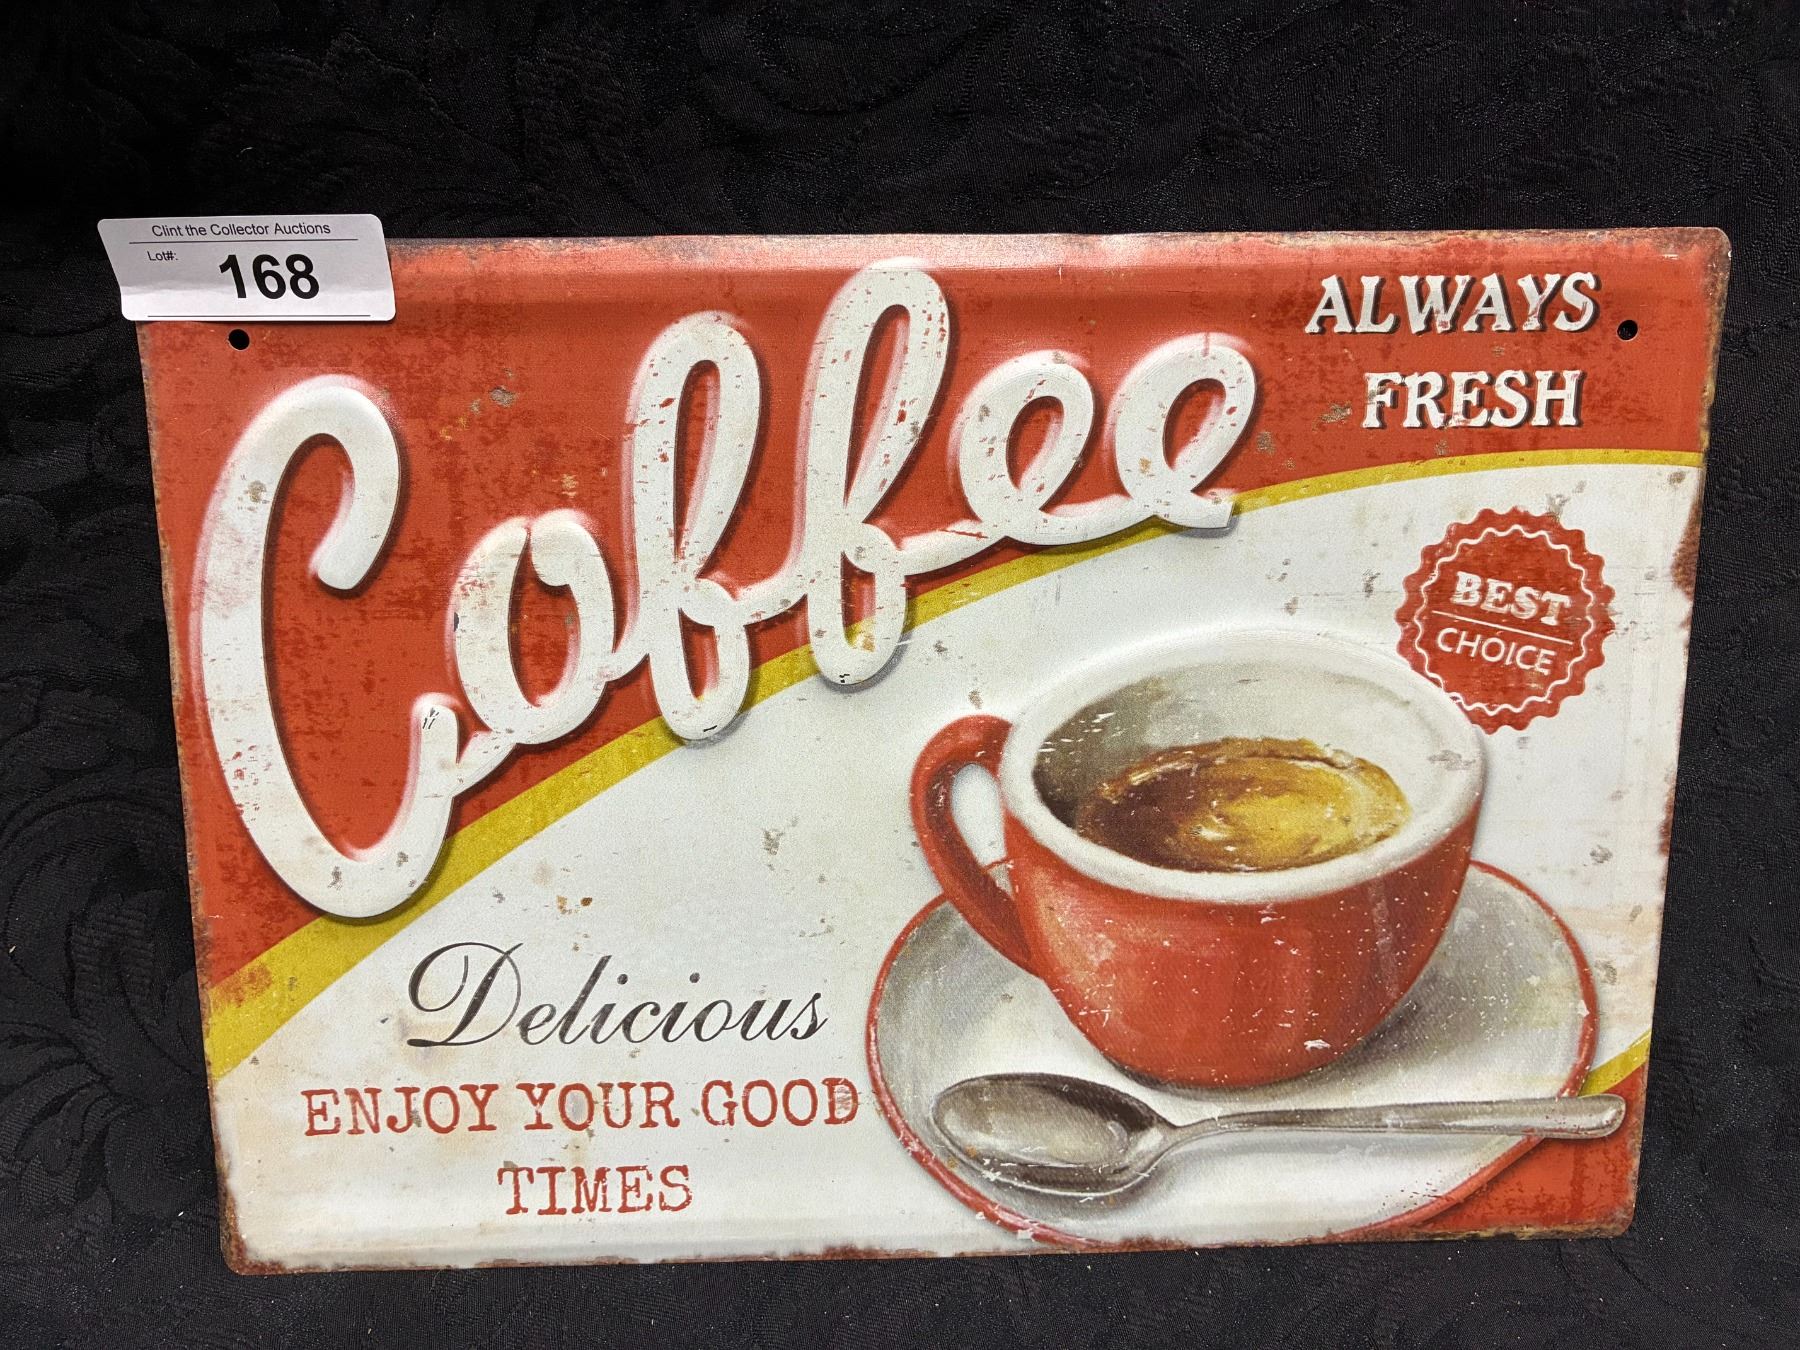 Clint the Collector Auctions
Lot#:
168
Coffee
ALWAYS
FRESH
BEST
CHOICE
Delicious
ENJOY YOUR GOOD
TIMES